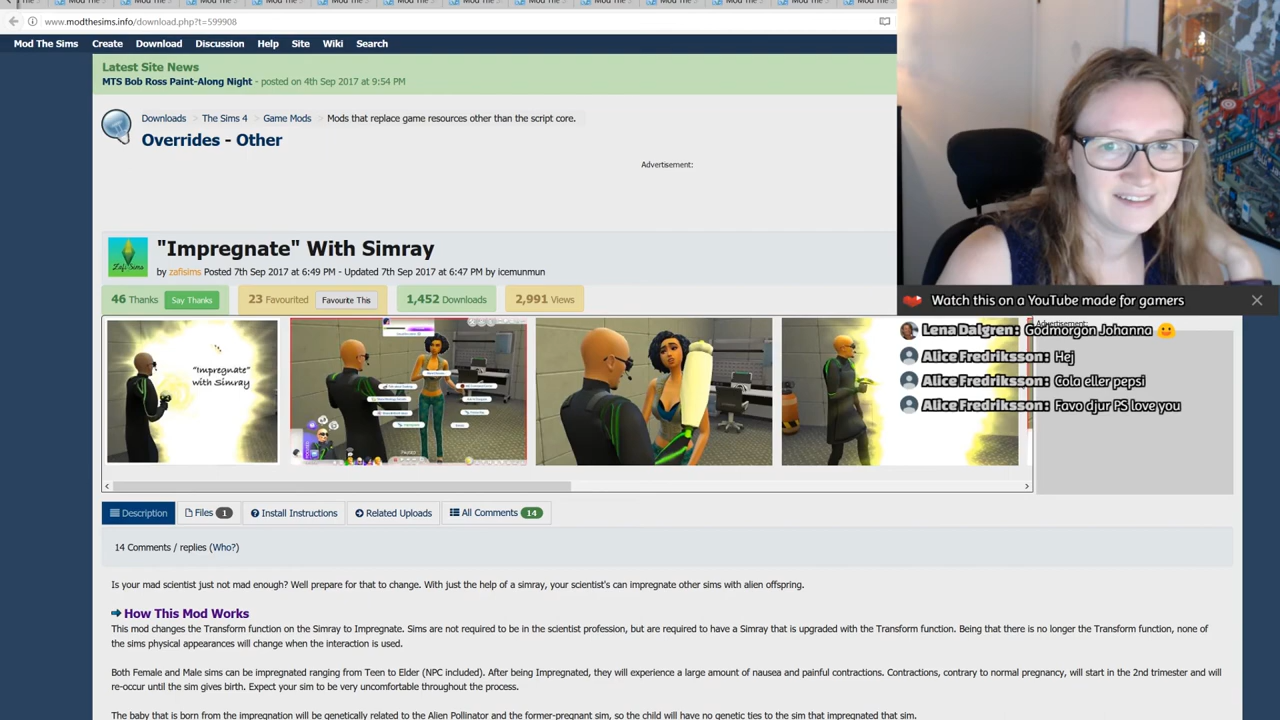 www.modthesims.info/download.php?t=599908
Mod The Sims Create Download Discussion Help Site Wiki Search
Latest Site News
MTS Bob Ross Paint-Along Night - posted on 4th Sep 2017 at 9:54 PM
Downloads The Sims 4 Game Mods Mods that replace game resources other than the script core.
Overrides - Other
Advertisement:
"Impregnate" With Simray
Zafisims
by zafisims Posted 7th Sep 2017 at 6:49 PM - Updated 7th Sep 2017 at 6:47 PM by icemunmun
46 Thanks Say Thanks 23 Favourited Favourite This 1,452 Downloads 2,991 Views
Watch this on a YouTube made for gamers
Advertisement:
Lena Dalgren: Godmorgon Johanna
Alice Fredriksson: Hej
Alice Fredriksson: Cola eller pepsi
Alice Fredriksson: Favo djur PS love you
"Impregnate"
with Simray
Description Files 1 Install Instructions Related Uploads All Comments 14
14 Comments / replies (Who?)
Is your mad scientist just not mad enough? Well prepare for that to change. With just the help of a simray, your scientist's can impregnate other sims with alien offspring.
How This Mod Works
This mod changes the Transform function on the Simray to Impregnate. Sims are not required to be in the scientist profession, but are required to have a Simray that is upgraded with the Transform function. Being that there is no longer the Transform function, none of
the sims physical appearances will change when the interaction is used.
Both Female and Male sims can be impregnated ranging from Teen to Elder (NPC included). After being Impregnated, they will experience a large amount of nausea and painful contractions. Contractions, contrary to normal pregnancy, will start in the 2nd trimester and will
re-occur until the sim gives birth. Expect your sim to be very uncomfortable throughout the process.
The baby that is born from the impregnation will be genetically related to the Alien Pollinator and the former-pregnant sim, so the child will have no genetic ties to the sim that impregnated that sim.